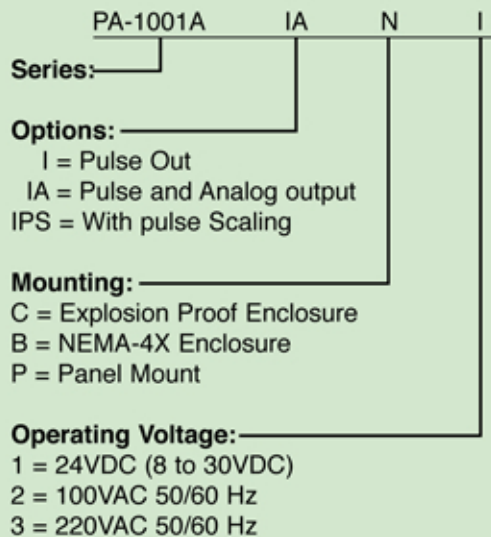 PA-1001A IA N I
Series:
Options:
I = Pulse Out
IA = Pulse and Analog output
IPS = With pulse Scaling
Mounting:
C = Explosion Proof Enclosure
B = NEMA-4X Enclosure
P = Panel Mount
Operating Voltage:
1 = 24VDC (8 to 30VDC)
2 = 100VAC 50/60 Hz
3 = 220VAC 50/60 Hz